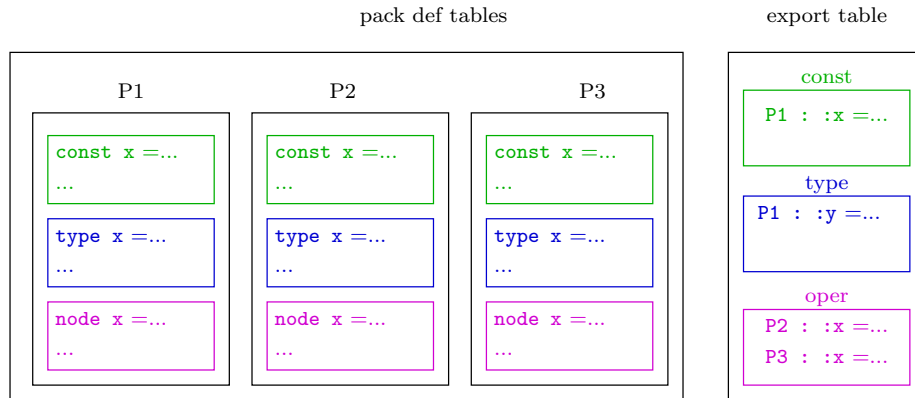 pack def tables
export table
P1
P2
P3
const x =...
...
type x =...
...
node x =...
...
const x =...
...
type x =...
...
node x =...
...
const x =...
...
type x =...
...
node x =...
...
const
P1 : :x =...
type
P1 : :y =...
oper
P2 : :x =...
P3 : :x =...